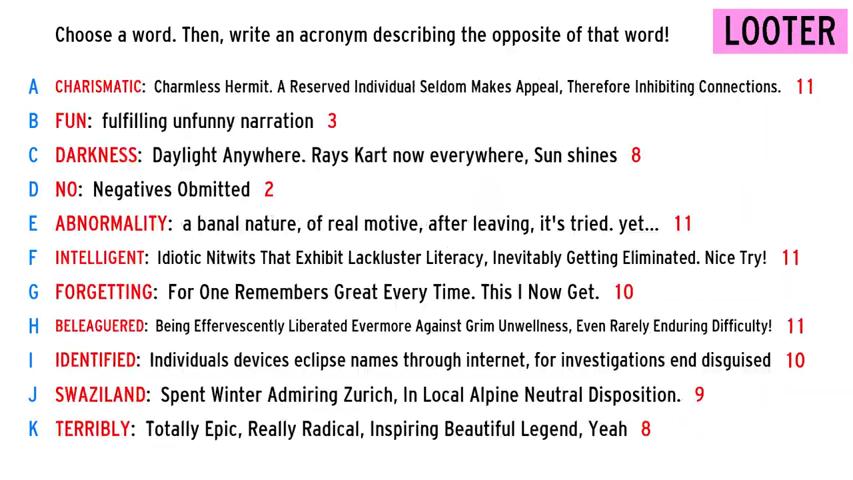 Choose a word. Then, write an acronym describing the opposite of that word!
LOOTER
A CHARISMATIC: Charmless Hermit. A Reserved Individual Seldom Makes Appeal, Therefore Inhibiting Connections. 11
B FUN: fulfilling unfunny narration 3
C DARKNESS: Daylight Anywhere. Rays Kart now everywhere, Sun shines 8
D NO: Negatives Obmitted 2
E ABNORMALITY: a banal nature, of real motive, after leaving, it's tried. yet... 11
F INTELLIGENT: Idiotic Nitwits That Exhibit Lackluster Literacy, Inevitably Getting Eliminated. Nice Try! 11
G FORGETTING: For One Remembers Great Every Time. This I Now Get. 10
H BELEAGUERED: Being Effervescently Liberated Evermore Against Grim Unwellness, Even Rarely Enduring Difficulty! 11
I IDENTIFIED: Individuals devices eclipse names through internet, for investigations end disguised 10
J SWAZILAND: Spent Winter Admiring Zurich, In Local Alpine Neutral Disposition. 9
K TERRIBLY: Totally Epic, Really Radical, Inspiring Beautiful Legend, Yeah 8